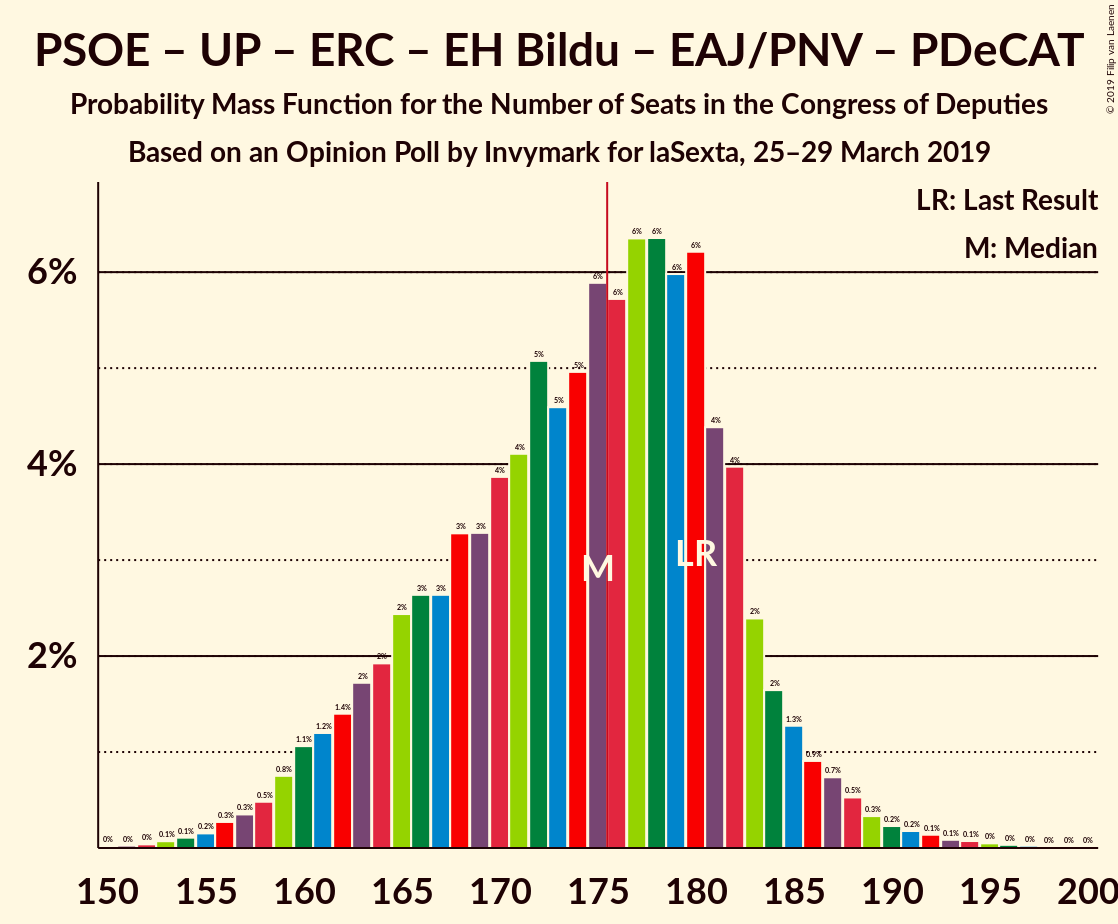 PSOE – UP – ERC – EH Bildu – EAJ/PNV – PDeCAT
Probability Mass Function for the Number of Seats in the Congress of Deputies
Based on an Opinion Poll by Invymark for laSexta, 25–29 March 2019
© 2019 Filip van Laenen
LR: Last Result
M: Median
6%
4%
2%
0% 0% 0% 0.1% 0.1% 0.2% 0.3% 0.3% 0.5% 0.8% 1.1% 1.2% 1.4% 2% 2% 2% 3% 3% 3% 3% 4% 4% 5% 5% 5% 6% 6% 6% 6% 6% 6% 4% 4% 2% 2% 1.3% 0.9% 0.7% 0.5% 0.3% 0.2% 0.2% 0.1% 0.1% 0.1% 0% 0% 0% 0% 0% 0%
M LR
150 155 160 165 170 175 180 185 190 195 200